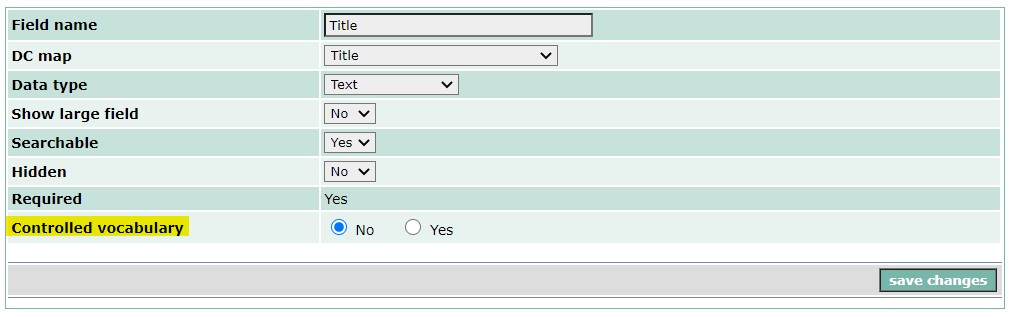 Field name Title
DC map Title
Data type Text
Show large field No
Searchable Yes
Hidden No
Required Yes
Controlled vocabulary No Yes
save changes